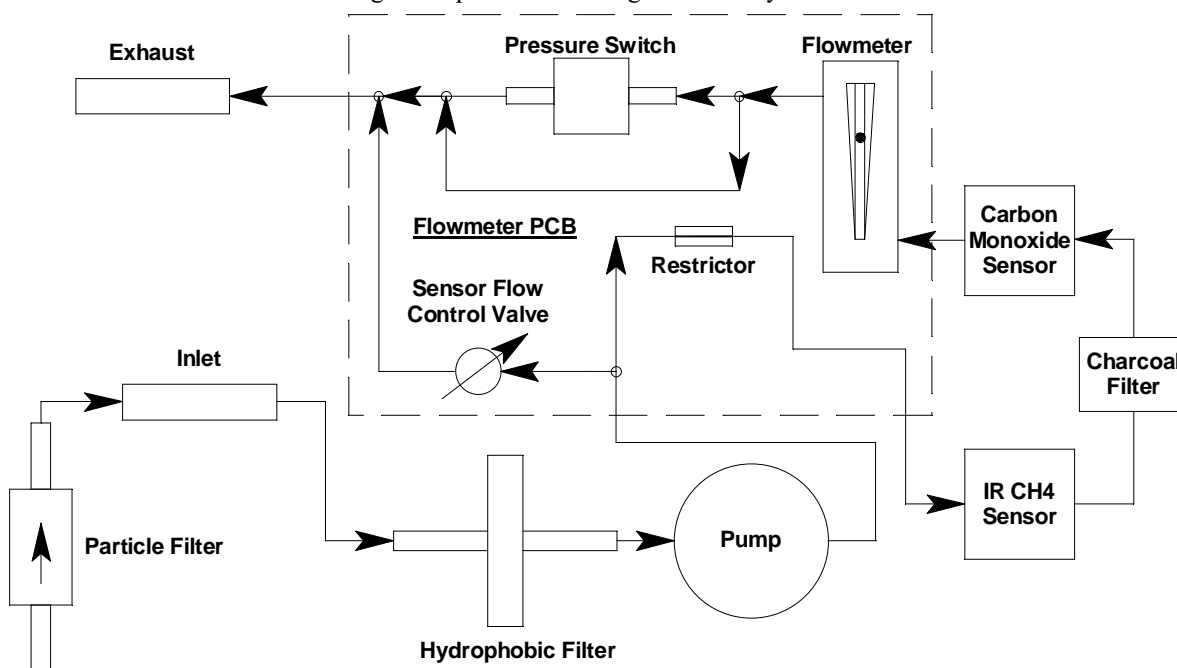 Pressure Switch
Flowmeter
Exhaust
Flowmeter PCB
Restrictor
Carbon
Monoxide
Sensor
Sensor Flow
Control Valve
Inlet
Charcoal
Filter
IR CH4
Sensor
Particle Filter
Pump
Hydrophobic Filter